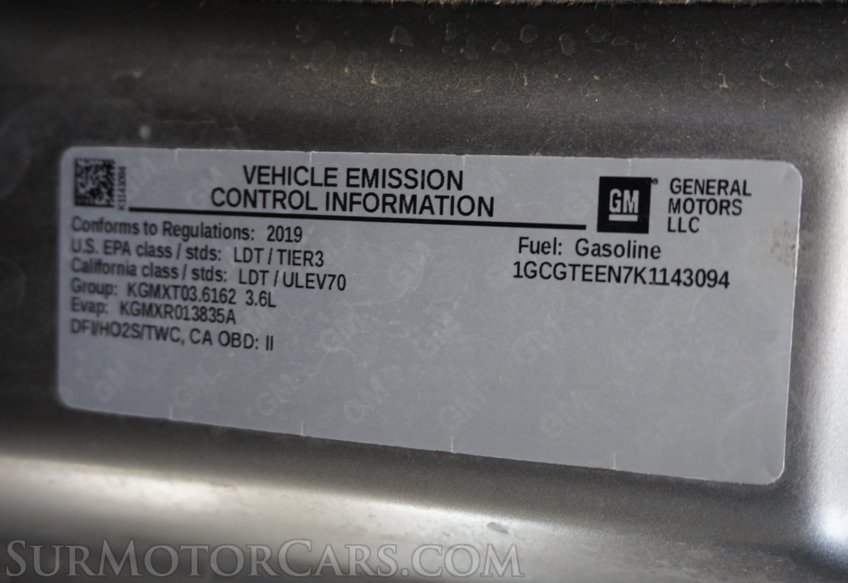 VEHICLE EMISSION
CONTROL INFORMATION
K1143094
GM
GENERAL
MOTORS
LLC
Conforms to Regulations: 2019
U.S. EPA class / stds: LDT / TIER3
California class / stds: LDT / ULEV70
Group: KGMXT03.6162 3.6L
Evap: KGMXR013835A
DFI/HO2S/TWC, CA OBD: II
Fuel: Gasoline
1GCGTEEN7K1143094
SurMotorCars.com